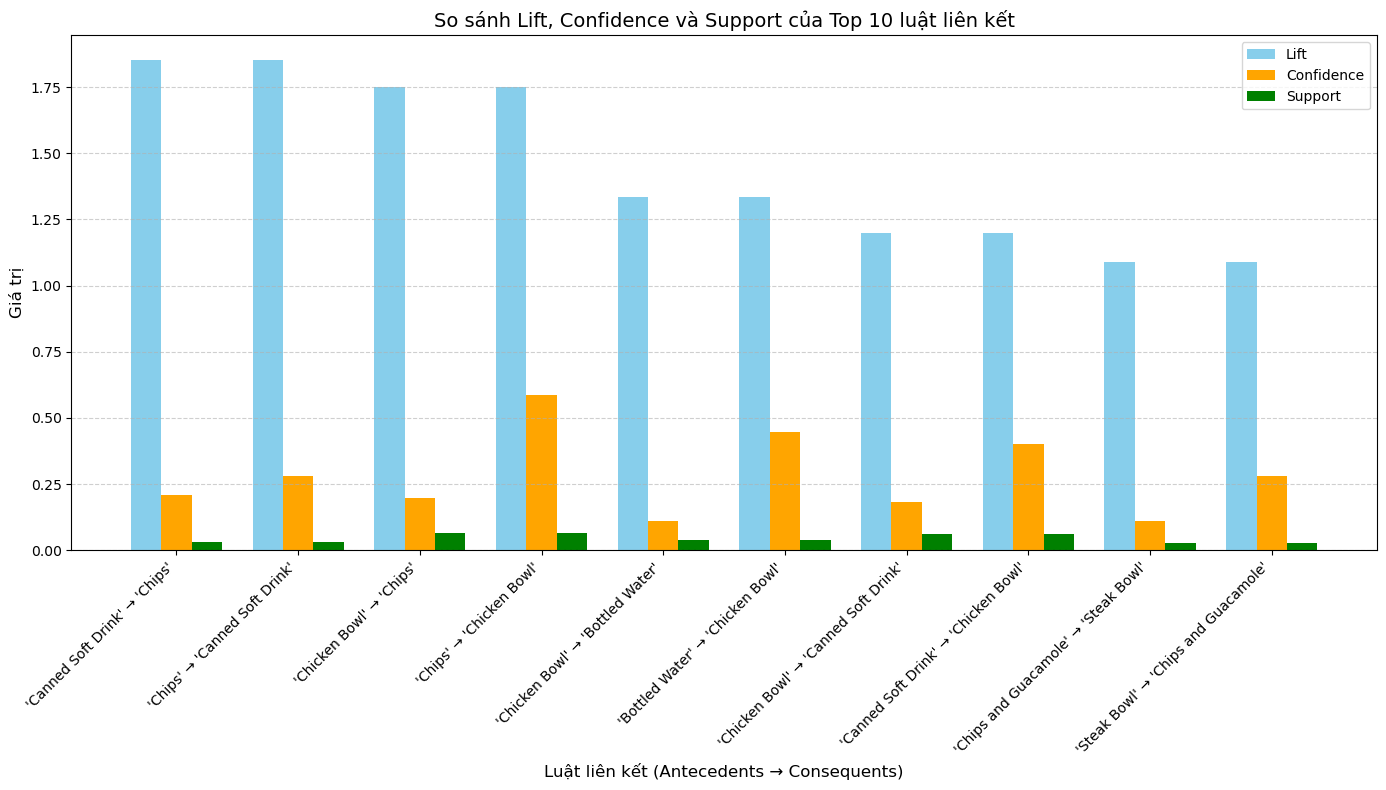 So sánh Lift, Confidence và Support của Top 10 luật liên kết
Lift
Confidence
Support
Giá trị
1.75
1.50
1.25
1.00
0.75
0.50
0.25
0.00
'Canned Soft Drink' → 'Chips'
'Chips' → 'Canned Soft Drink'
'Chicken Bowl' → 'Chips'
'Chips' → 'Chicken Bowl'
'Chicken Bowl' → 'Bottled Water'
'Bottled Water' → 'Chicken Bowl'
'Chicken Bowl' → 'Canned Soft Drink'
'Canned Soft Drink' → 'Chicken Bowl'
'Chips and Guacamole' → 'Steak Bowl'
'Steak Bowl' → 'Chips and Guacamole'
Luật liên kết (Antecedents → Consequents)